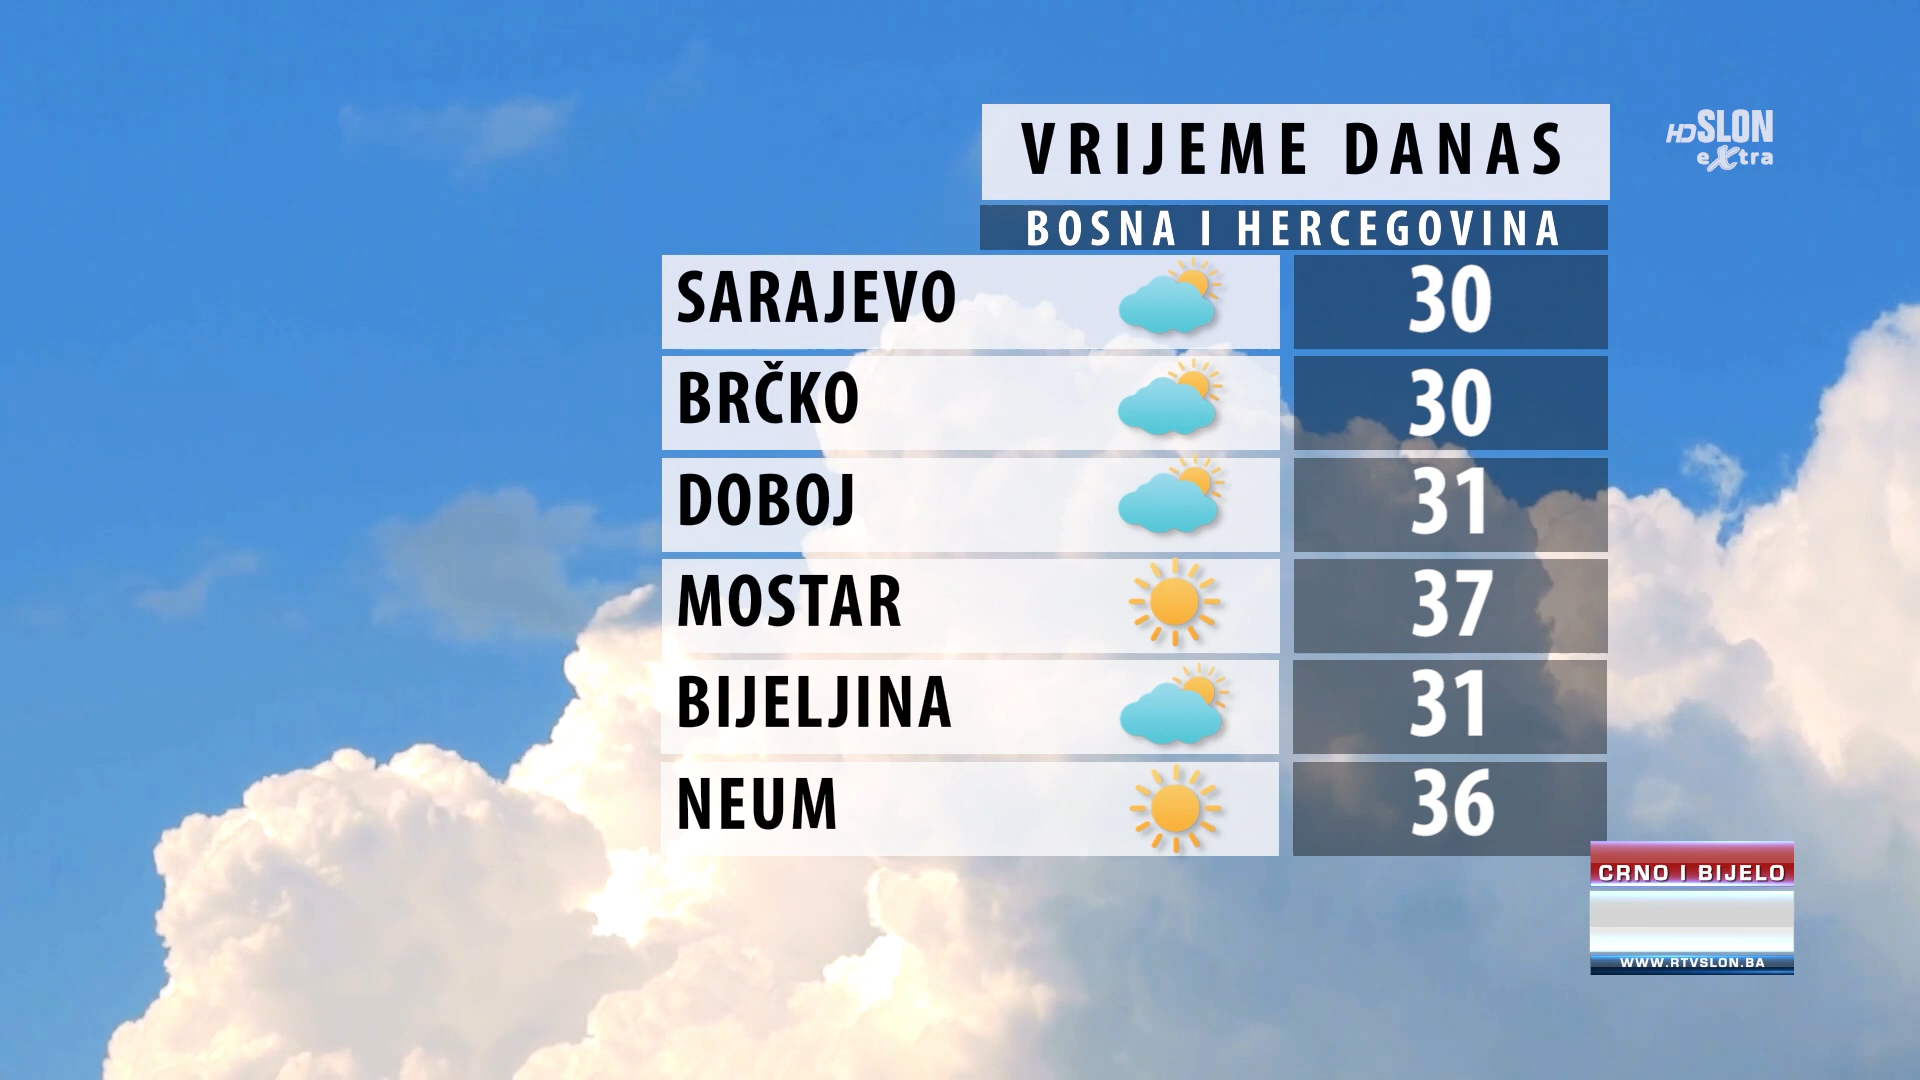 VRIJEME DANAS
HD SLON
eXtra
BOSNA I HERCEGOVINA
SARAJEVO 30
BRČKO 30
DOBOJ 31
MOSTAR 37
BIJELJINA 31
NEUM 36
CRNO I BIJELO
WWW.RTVSLON.BA